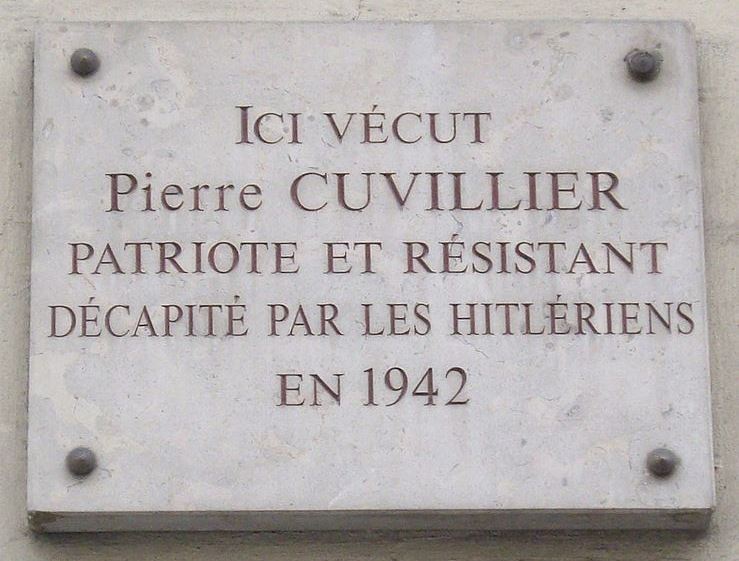 ICI VÉCUT
Pierre CUVILLIER
PATRIOTE ET RÉSISTANT
DÉCAPITÉ PAR LES HITLÉRIENS
EN 1942